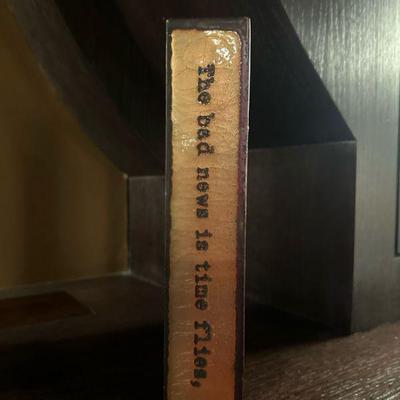 The bad news is time flies,